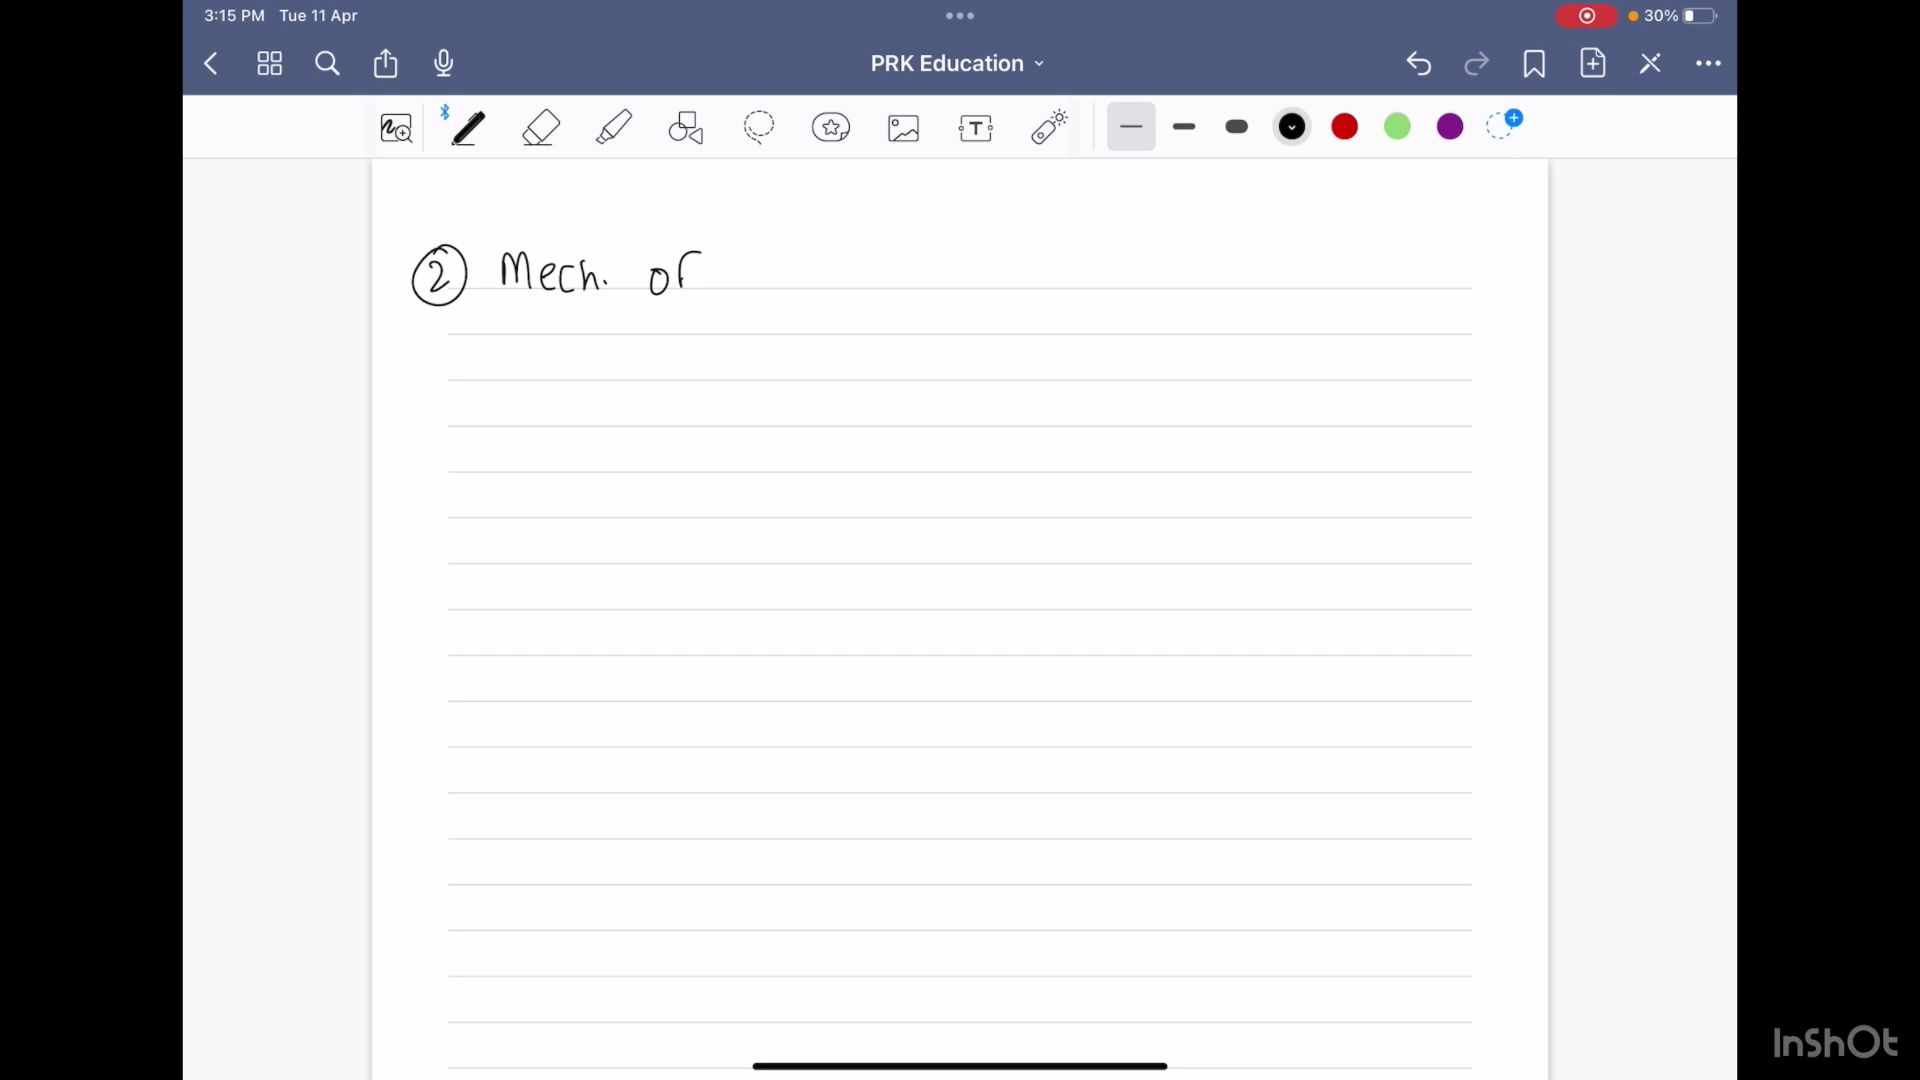 3:15 PM Tue 11 Apr
30%
PRK Education
T
② Mech. of
InShOt